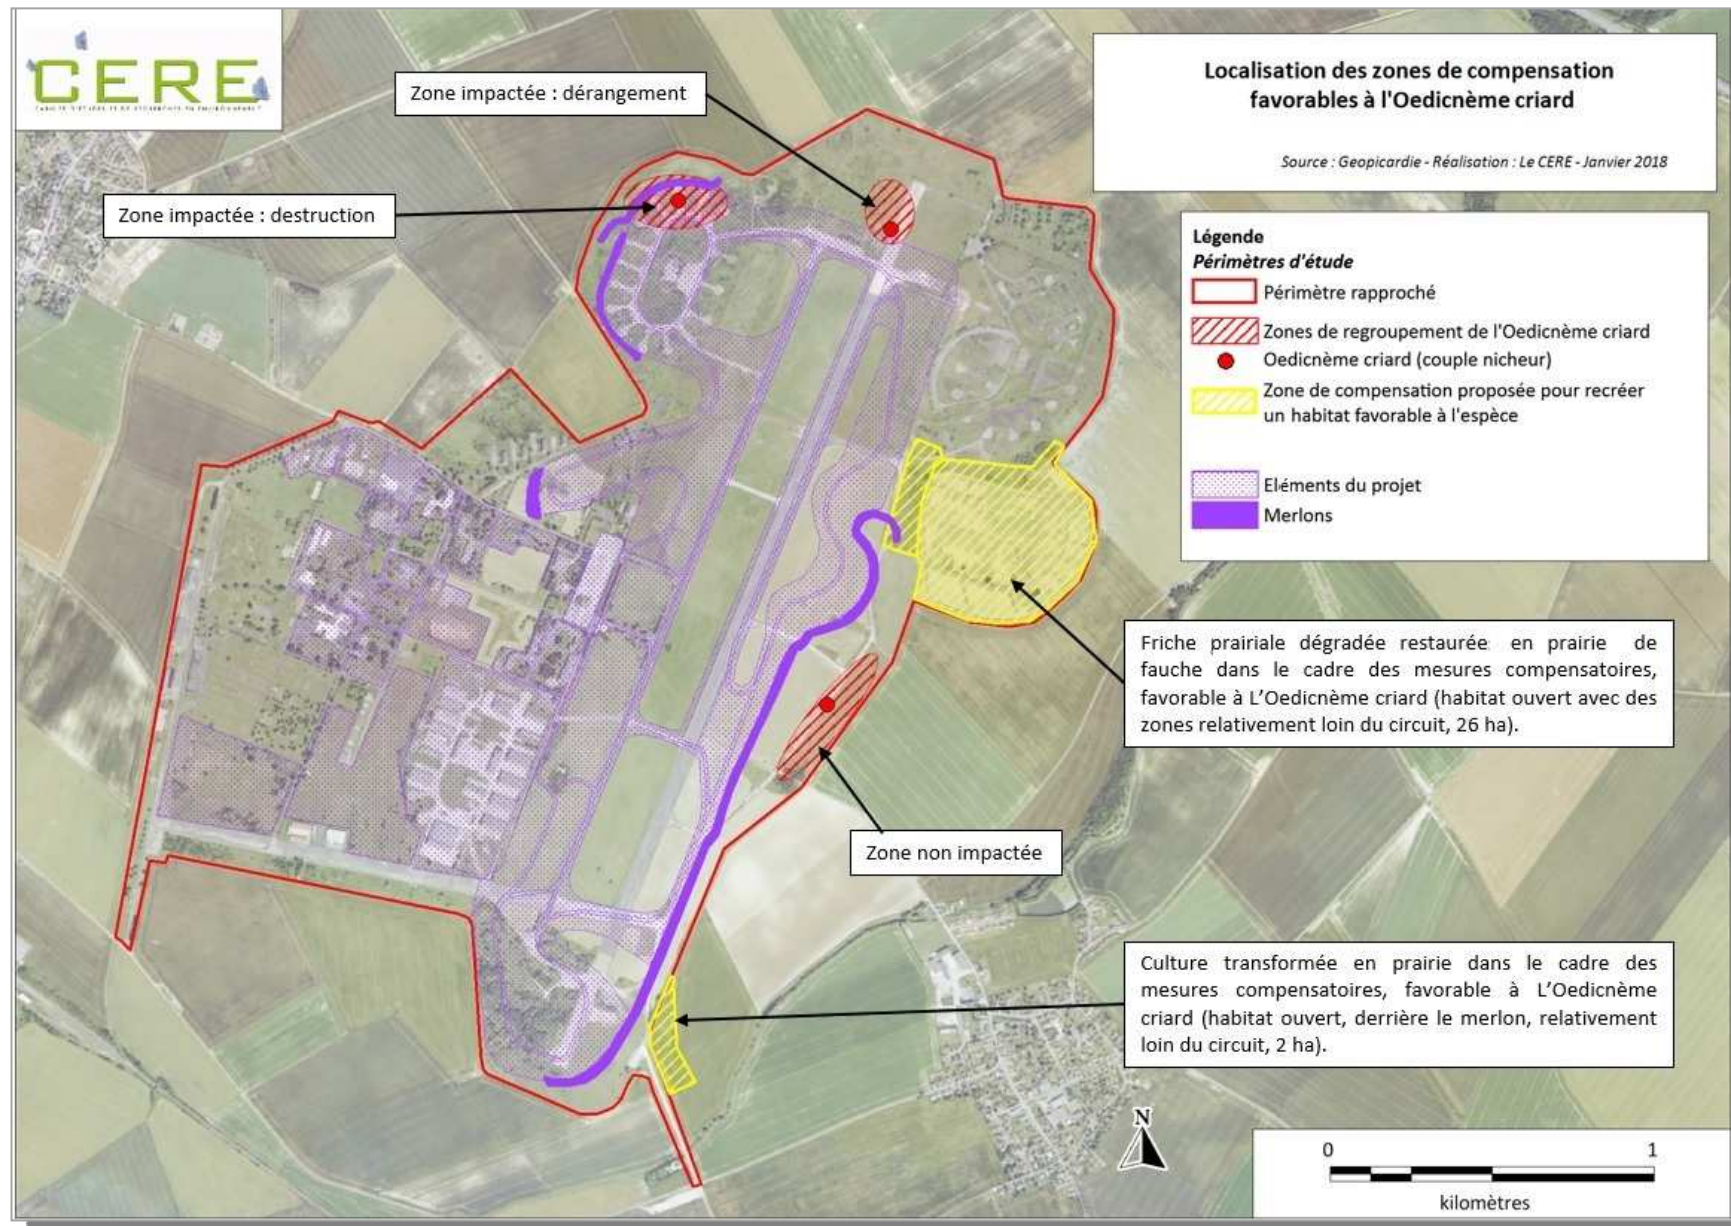 CERE
Zone impactée : dérangement
Zone impactée : destruction
Localisation des zones de compensation
favorables à l'Oedicnème criard
Source : Geopicardie - Réalisation : Le CERE - Janvier 2018
Légende
Périmètres d'étude
Périmètre rapproché
Zones de regroupement de l'Oedicnème criard
Oedicnème criard (couple nicheur)
Zone de compensation proposée pour recréer
un habitat favorable à l'espèce
Eléments du projet
Merlons
Friche prairiale dégradée restaurée en prairie de
fauche dans le cadre des mesures compensatoires,
favorable à L'Oedicnème criard (habitat ouvert avec des
zones relativement loin du circuit, 26 ha).
Zone non impactée
Culture transformée en prairie dans le cadre des
mesures compensatoires, favorable à L'Oedicnème
criard (habitat ouvert, derrière le merlon, relativement
loin du circuit, 2 ha).
N
0 1
kilomètres